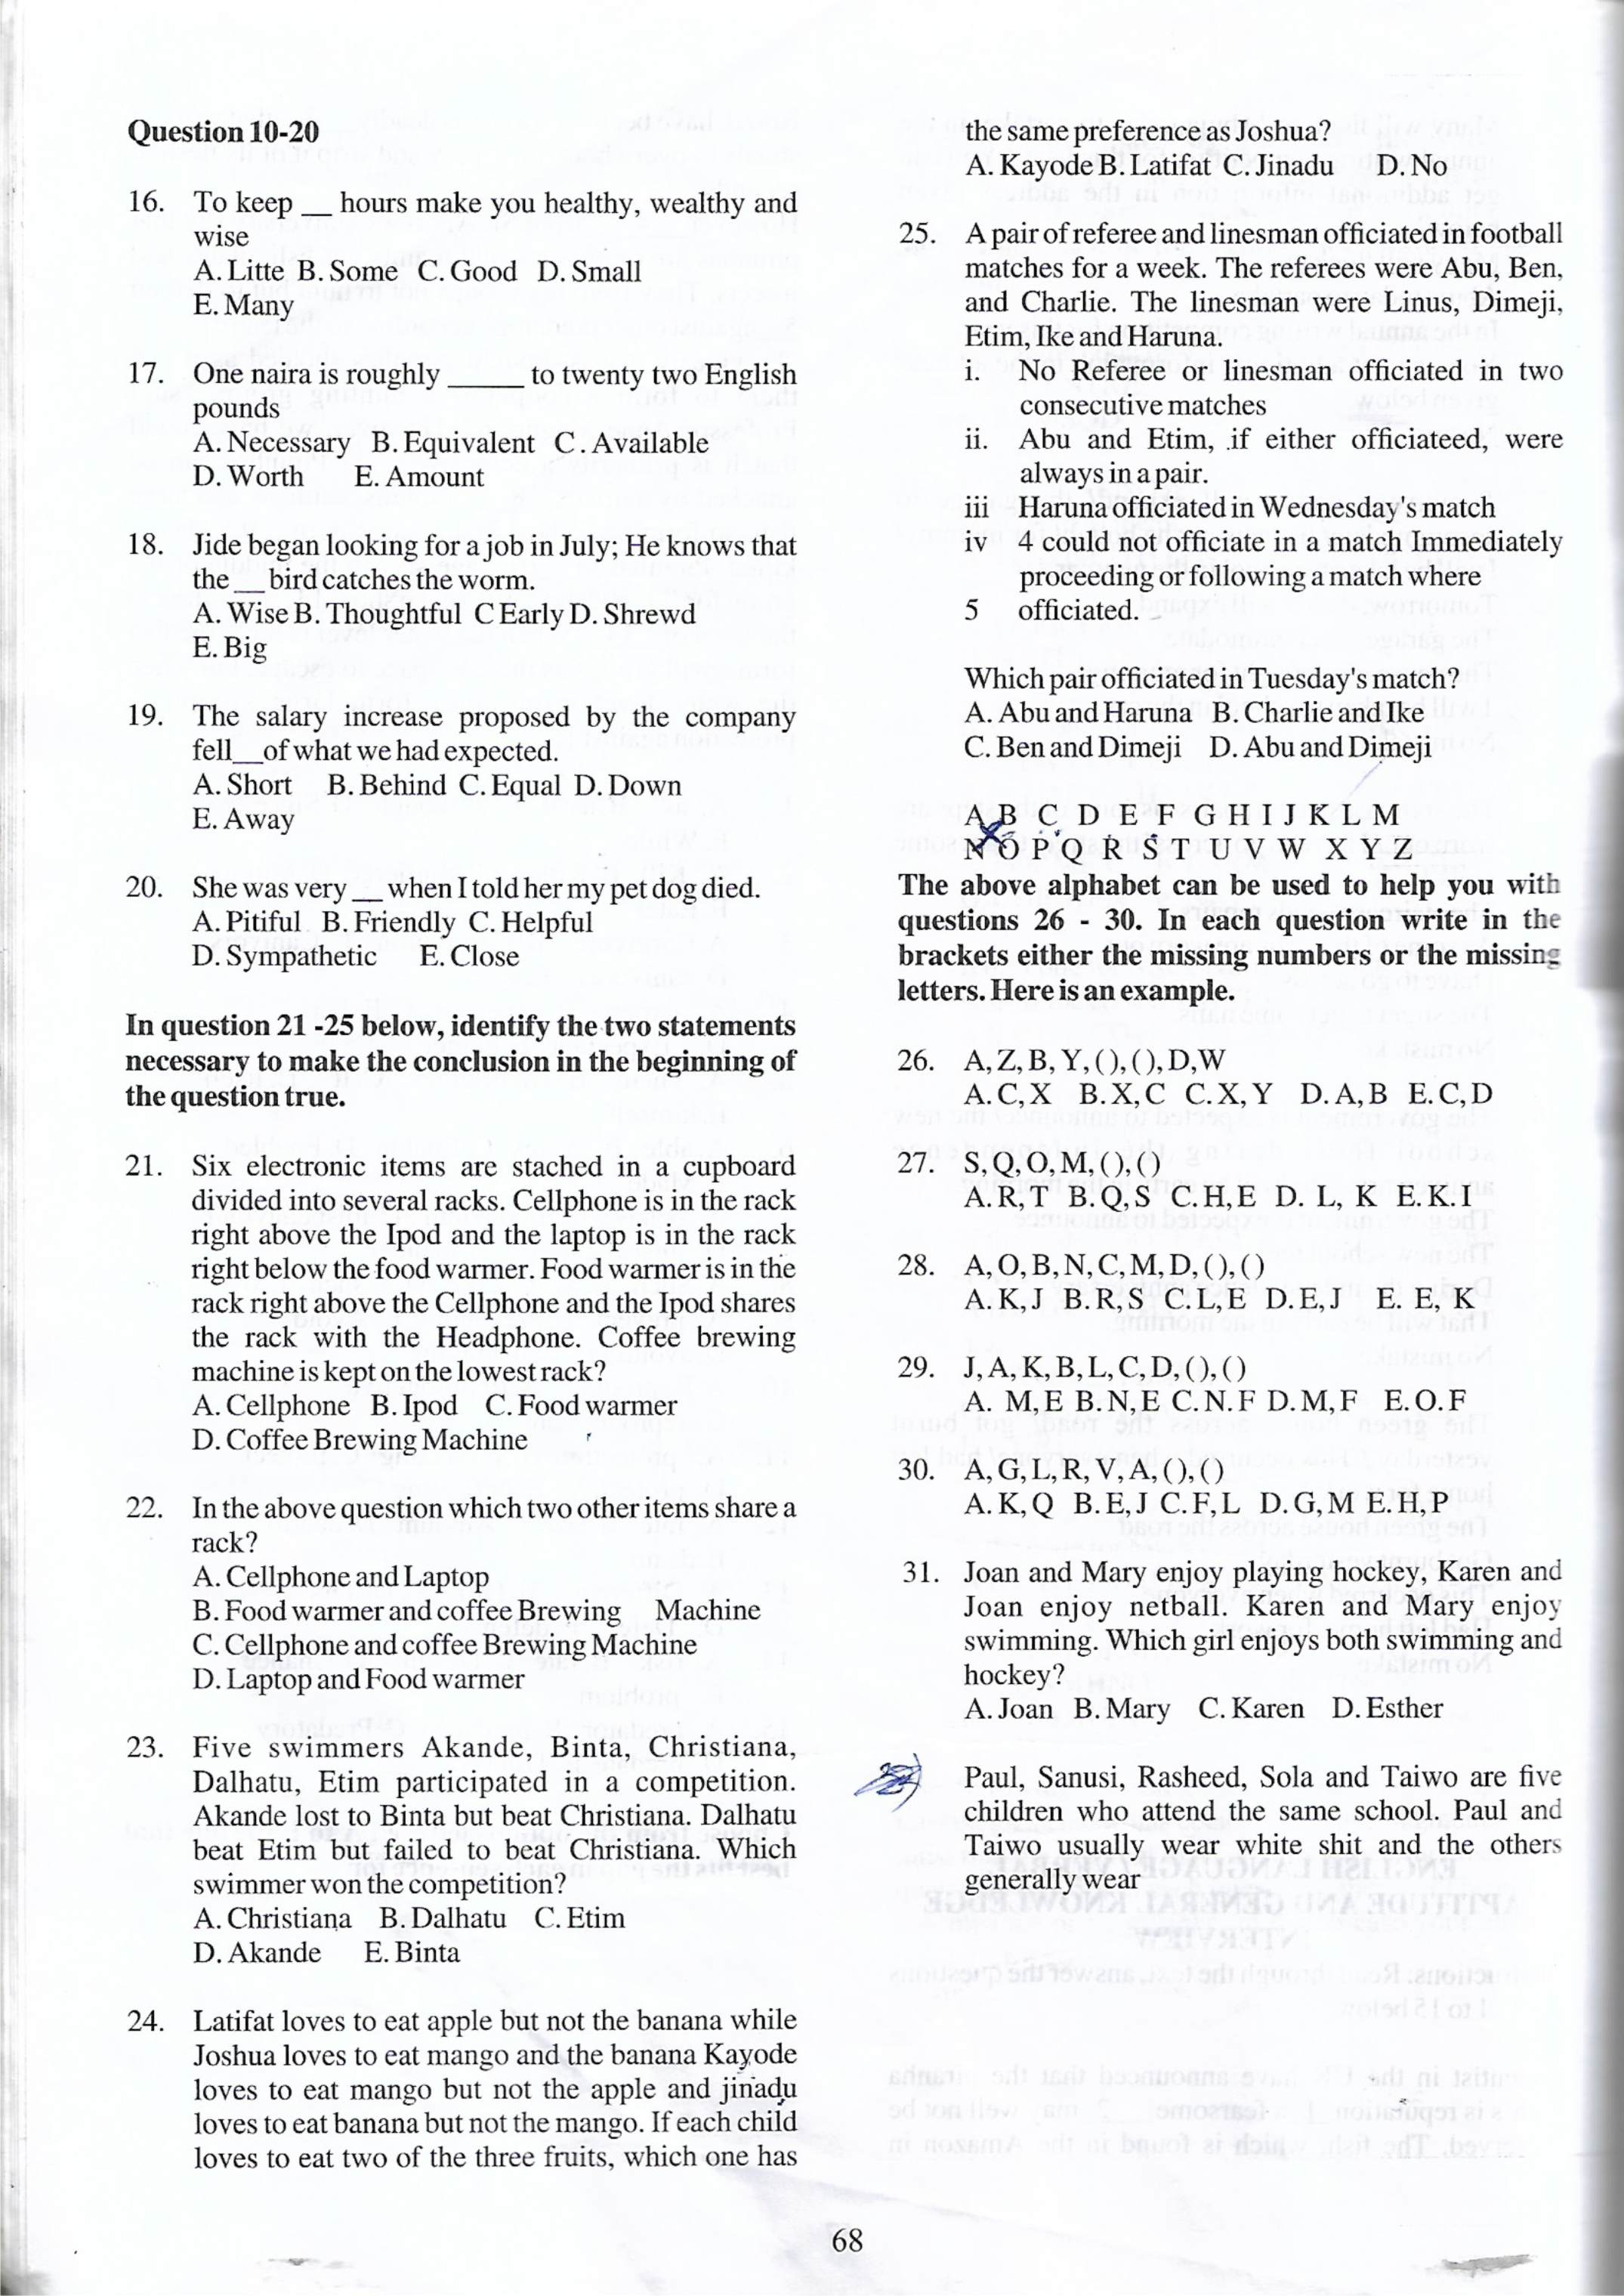 Question 10-20
16. To keep __ hours make you healthy, wealthy and
wise
A. Litte B. Some C. Good D. Small
E. Many
17. One naira is roughly _____ to twenty two English
pounds
A. Necessary B. Equivalent C. Available
D. Worth E. Amount
18. Jide began looking for a job in July; He knows that
the __ bird catches the worm.
A. Wise B. Thoughtful C Early D. Shrewd
E. Big
19. The salary increase proposed by the company
fell__of what we had expected.
A. Short B. Behind C. Equal D. Down
E. Away
20. She was very __ when I told her my pet dog died.
A. Pitiful B. Friendly C. Helpful
D. Sympathetic E. Close
In question 21 -25 below, identify the two statements
necessary to make the conclusion in the beginning of
the question true.
21. Six electronic items are stached in a cupboard
divided into several racks. Cellphone is in the rack
right above the Ipod and the laptop is in the rack
right below the food warmer. Food warmer is in the
rack right above the Cellphone and the Ipod shares
the rack with the Headphone. Coffee brewing
machine is kept on the lowest rack?
A. Cellphone B. Ipod C. Food warmer
D. Coffee Brewing Machine
22. In the above question which two other items share a
rack?
A. Cellphone and Laptop
B. Food warmer and coffee Brewing Machine
C. Cellphone and coffee Brewing Machine
D. Laptop and Food warmer
23. Five swimmers Akande, Binta, Christiana,
Dalhatu, Etim participated in a competition.
Akande lost to Binta but beat Christiana. Dalhatu
beat Etim but failed to beat Christiana. Which
swimmer won the competition?
A. Christiana B. Dalhatu C. Etim
D. Akande E. Binta
24. Latifat loves to eat apple but not the banana while
Joshua loves to eat mango and the banana Kayode
loves to eat mango but not the apple and jinadu
loves to eat banana but not the mango. If each child
loves to eat two of the three fruits, which one has
the same preference as Joshua?
A. Kayode B. Latifat C. Jinadu D. No
25. A pair of referee and linesman officiated in football
matches for a week. The referees were Abu, Ben,
and Charlie. The linesman were Linus, Dimeji,
Etim, Ike and Haruna.
i. No Referee or linesman officiated in two
consecutive matches
ii. Abu and Etim, .if either officiateed, were
always in a pair.
iii Haruna officiated in Wednesday's match
iv 4 could not officiate in a match Immediately
proceeding or following a match where
5 officiated.
Which pair officiated in Tuesday's match?
A. Abu and Haruna B. Charlie and Ike
C. Ben and Dimeji D. Abu and Dimeji
A B C D E F G H I J K L M
N O P Q R S T U V W X Y Z
The above alphabet can be used to help you with
questions 26 - 30. In each question write in the
brackets either the missing numbers or the missing
letters. Here is an example.
26. A, Z, B, Y, ( ), ( ), D, W
A. C, X B. X, C C. X, Y D. A, B E. C, D
27. S, Q, O, M, ( ), ( )
A. R, T B. Q, S C. H, E D. L, K E. K. I
28. A, O, B, N, C, M, D, ( ), ( )
A. K, J B. R, S C. L, E D. E, J E. E, K
29. J, A, K, B, L, C, D, ( ), ( )
A. M, E B. N, E C. N. F D. M, F E. O. F
30. A, G, L, R, V, A, ( ), ( )
A. K, Q B. E, J C. F, L D. G, M E. H, P
31. Joan and Mary enjoy playing hockey, Karen and
Joan enjoy netball. Karen and Mary enjoy
swimming. Which girl enjoys both swimming and
hockey?
A. Joan B. Mary C. Karen D. Esther
Paul, Sanusi, Rasheed, Sola and Taiwo are five
children who attend the same school. Paul and
Taiwo usually wear white shit and the others
generally wear
68